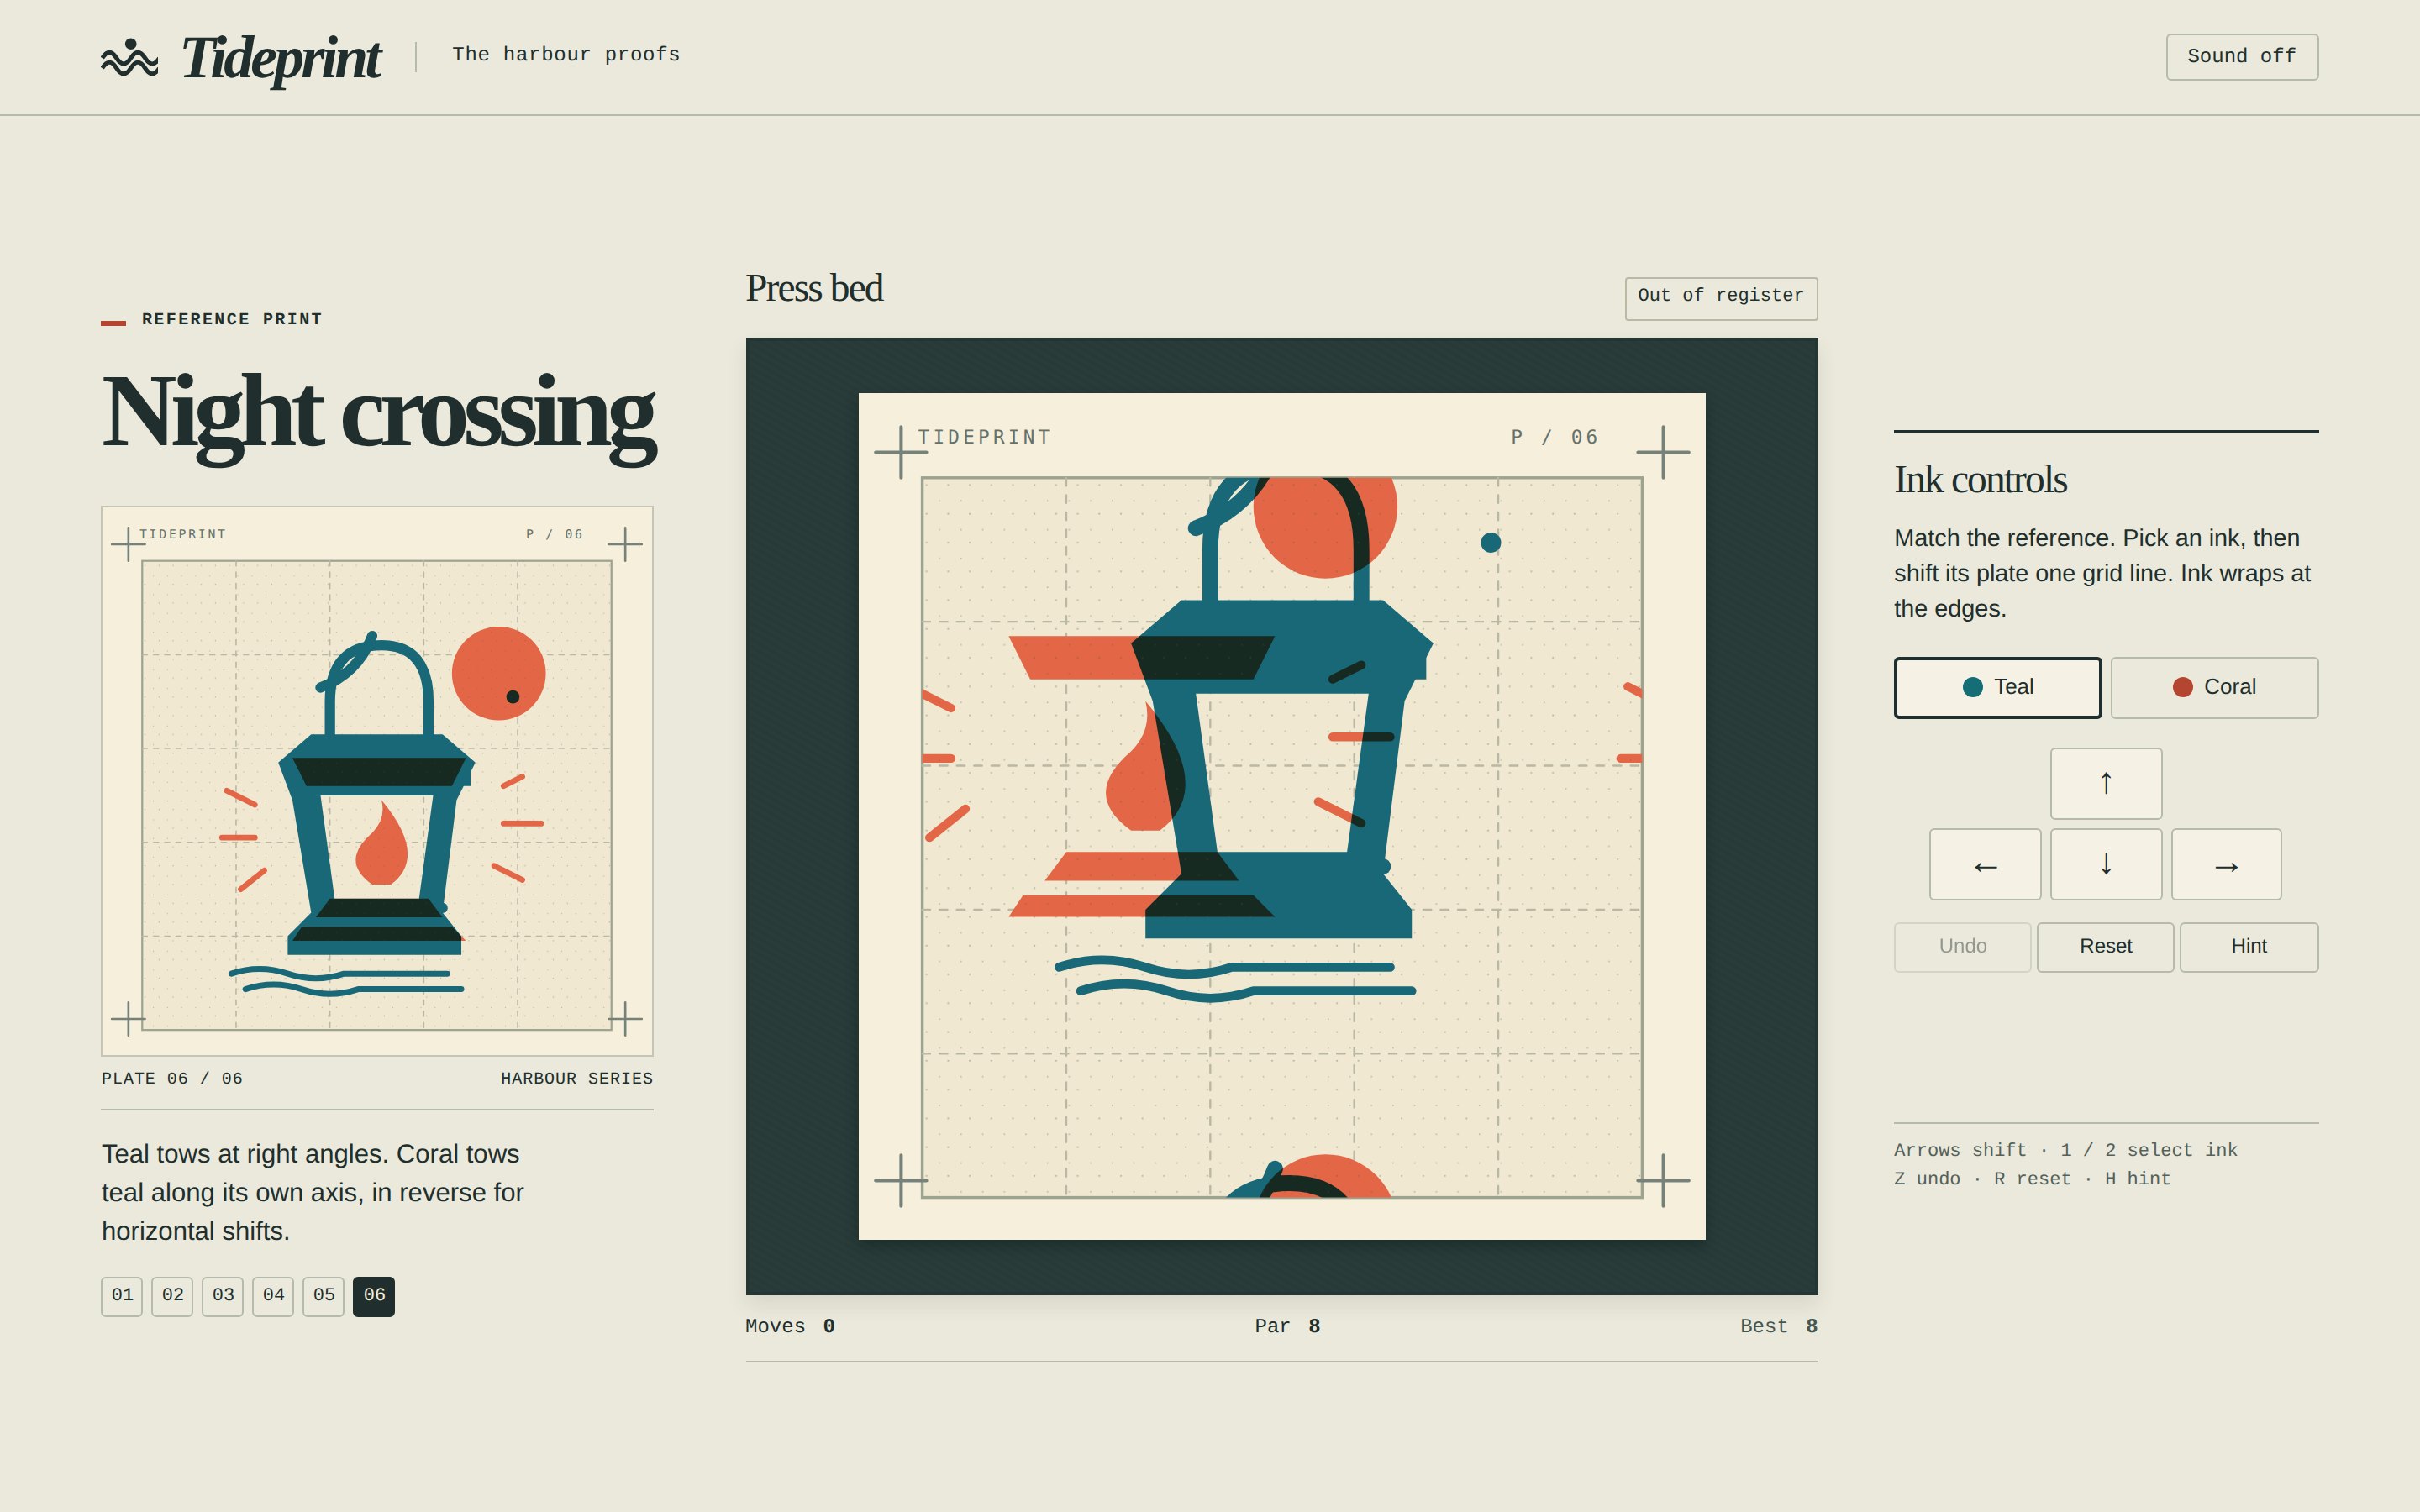 Tideprint
The harbour proofs
Sound off
REFERENCE PRINT
Night crossing
TIDEPRINT P / 06
PLATE 06 / 06 HARBOUR SERIES
Teal tows at right angles. Coral tows
teal along its own axis, in reverse for
horizontal shifts.
01 02 03 04 05 06
Press bed
Out of register
TIDEPRINT P / 06
Moves 0 Par 8 Best 8
Ink controls
Match the reference. Pick an ink, then
shift its plate one grid line. Ink wraps at
the edges.
Teal Coral
↑
← ↓ →
Undo Reset Hint
Arrows shift · 1 / 2 select ink
Z undo · R reset · H hint